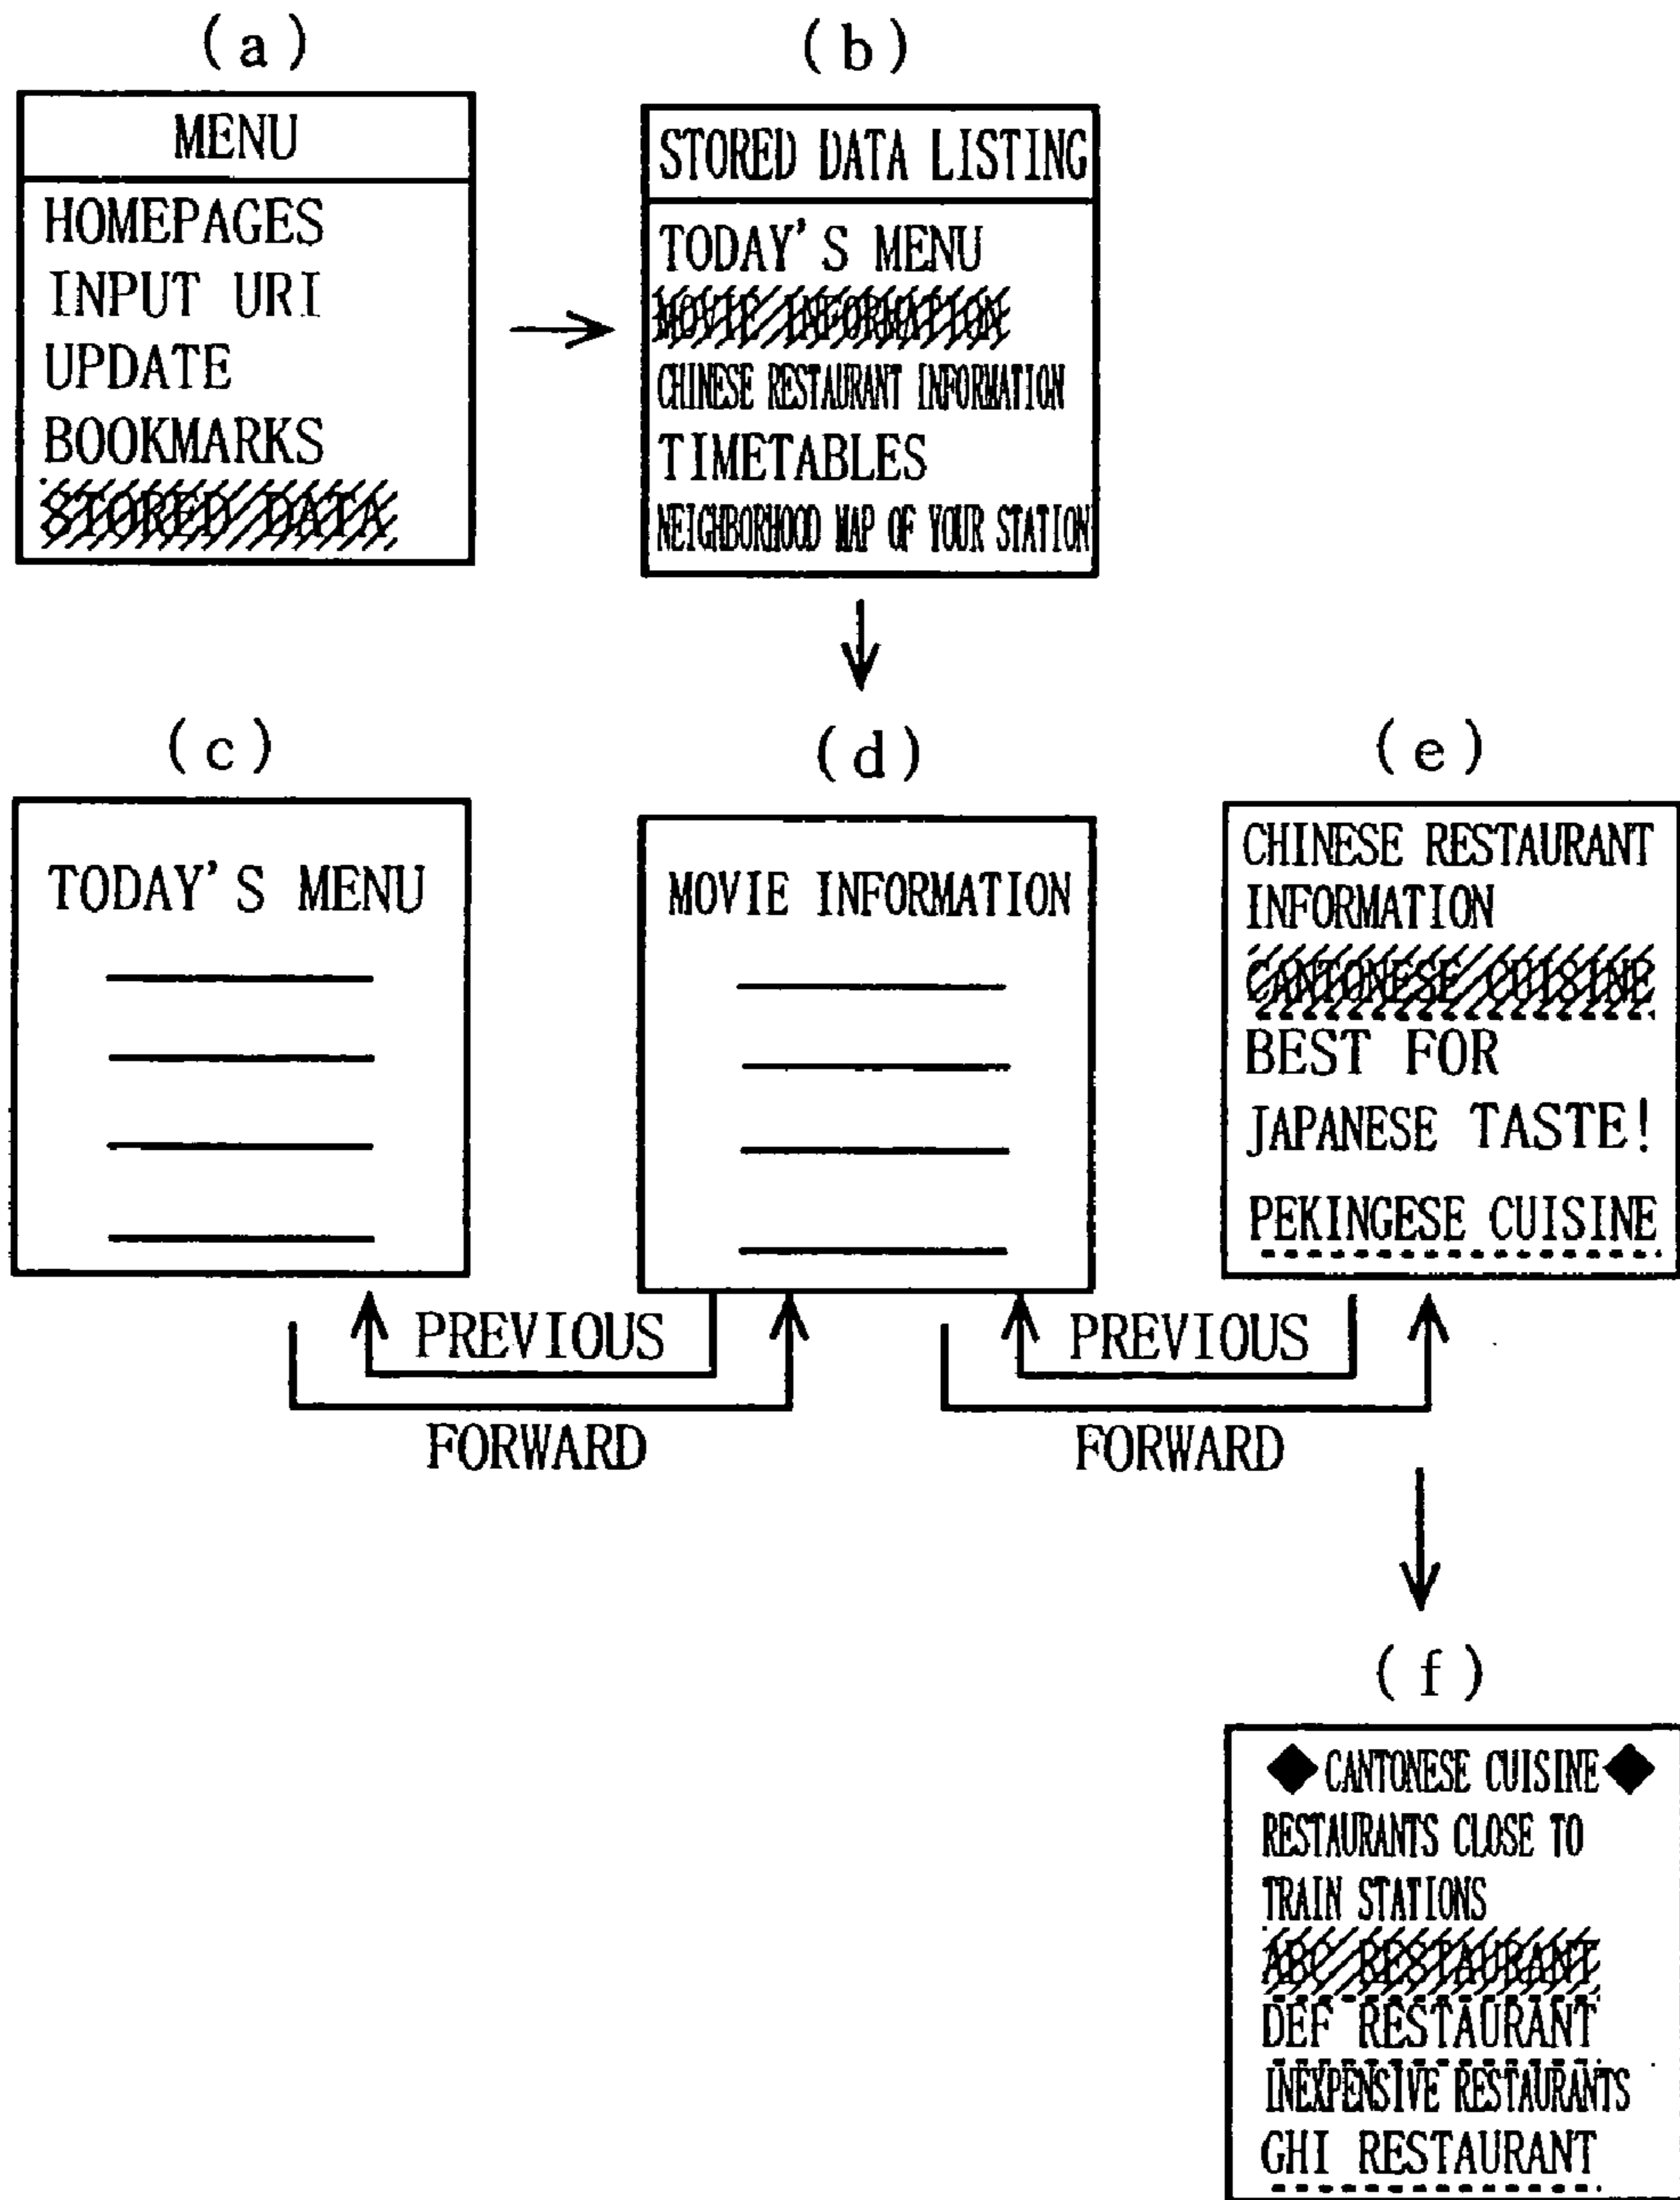 (a)
MENU
HOMEPAGES
INPUT URI
UPDATE
BOOKMARKS
STORED DATA
(b)
STORED DATA LISTING
TODAY'S MENU
MOVIE INFORMATION
CHINESE RESTAURANT INFORMATION
TIMETABLES
NEIGHBORHOOD MAP OF YOUR STATION
(c)
TODAY'S MENU
(d)
MOVIE INFORMATION
(e)
CHINESE RESTAURANT
INFORMATION
CANTONESE CUISINE
BEST FOR
JAPANESE TASTE!
PEKINGESE CUISINE
PREVIOUS
FORWARD
PREVIOUS
FORWARD
(f)
◆CANTONESE CUISINE◆
RESTAURANTS CLOSE TO
TRAIN STATIONS
ABC RESTAURANT
DEF RESTAURANT
INEXPENSIVE RESTAURANTS
GHI RESTAURANT